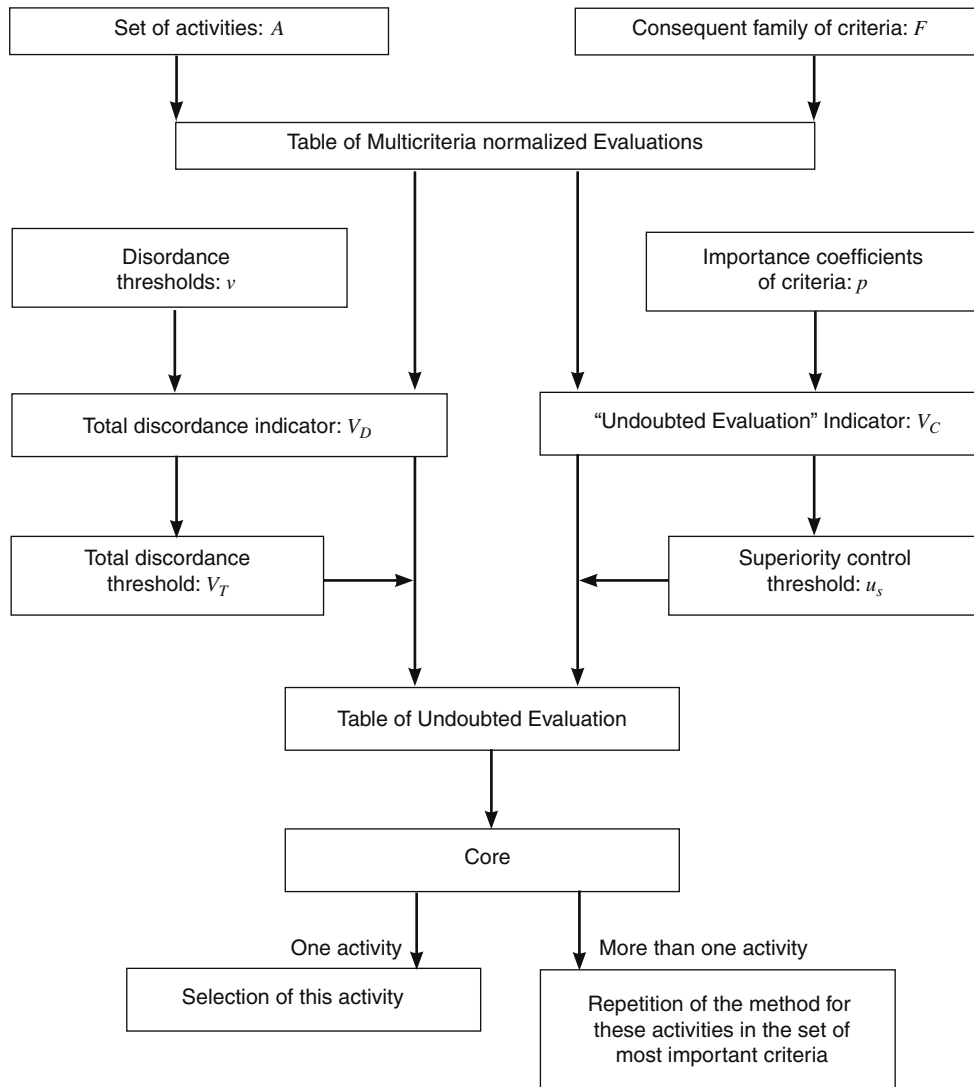 Set of activities: A
Consequent family of criteria: F
Table of Multicriteria normalized Evaluations
Disordance
thresholds: v
Importance coefficients
of criteria: p
Total discordance indicator: V_D
“Undoubted Evaluation” Indicator: V_C
Total discordance
threshold: V_T
Superiority control
threshold: u_s
Table of Undoubted Evaluation
Core
One activity
More than one activity
Selection of this activity
Repetition of the method for
these activities in the set of
most important criteria